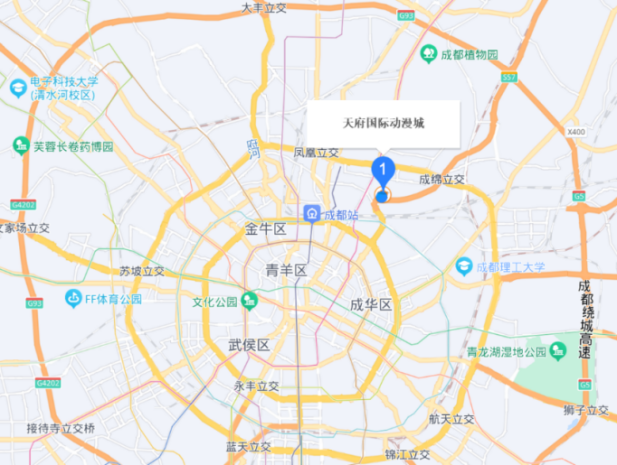 大丰立交
G93
成都植物园
S57
电子科技大学
(清水河校区)
天府国际动漫城
X400
芙蓉长卷药博园
府河
凤凰立交
1
成绵立交
G4202
G5
文家场立交
成都站
金牛区
苏坡立交
青羊区
成都理工大学
FF体育公园
文化公园
成华区
成都绕城高速
G93
武侯区
青龙湖湿地公园
G4202
永丰立交
G5
接待寺立交桥
航天立交
狮子立交
蓝天立交
锦江立交